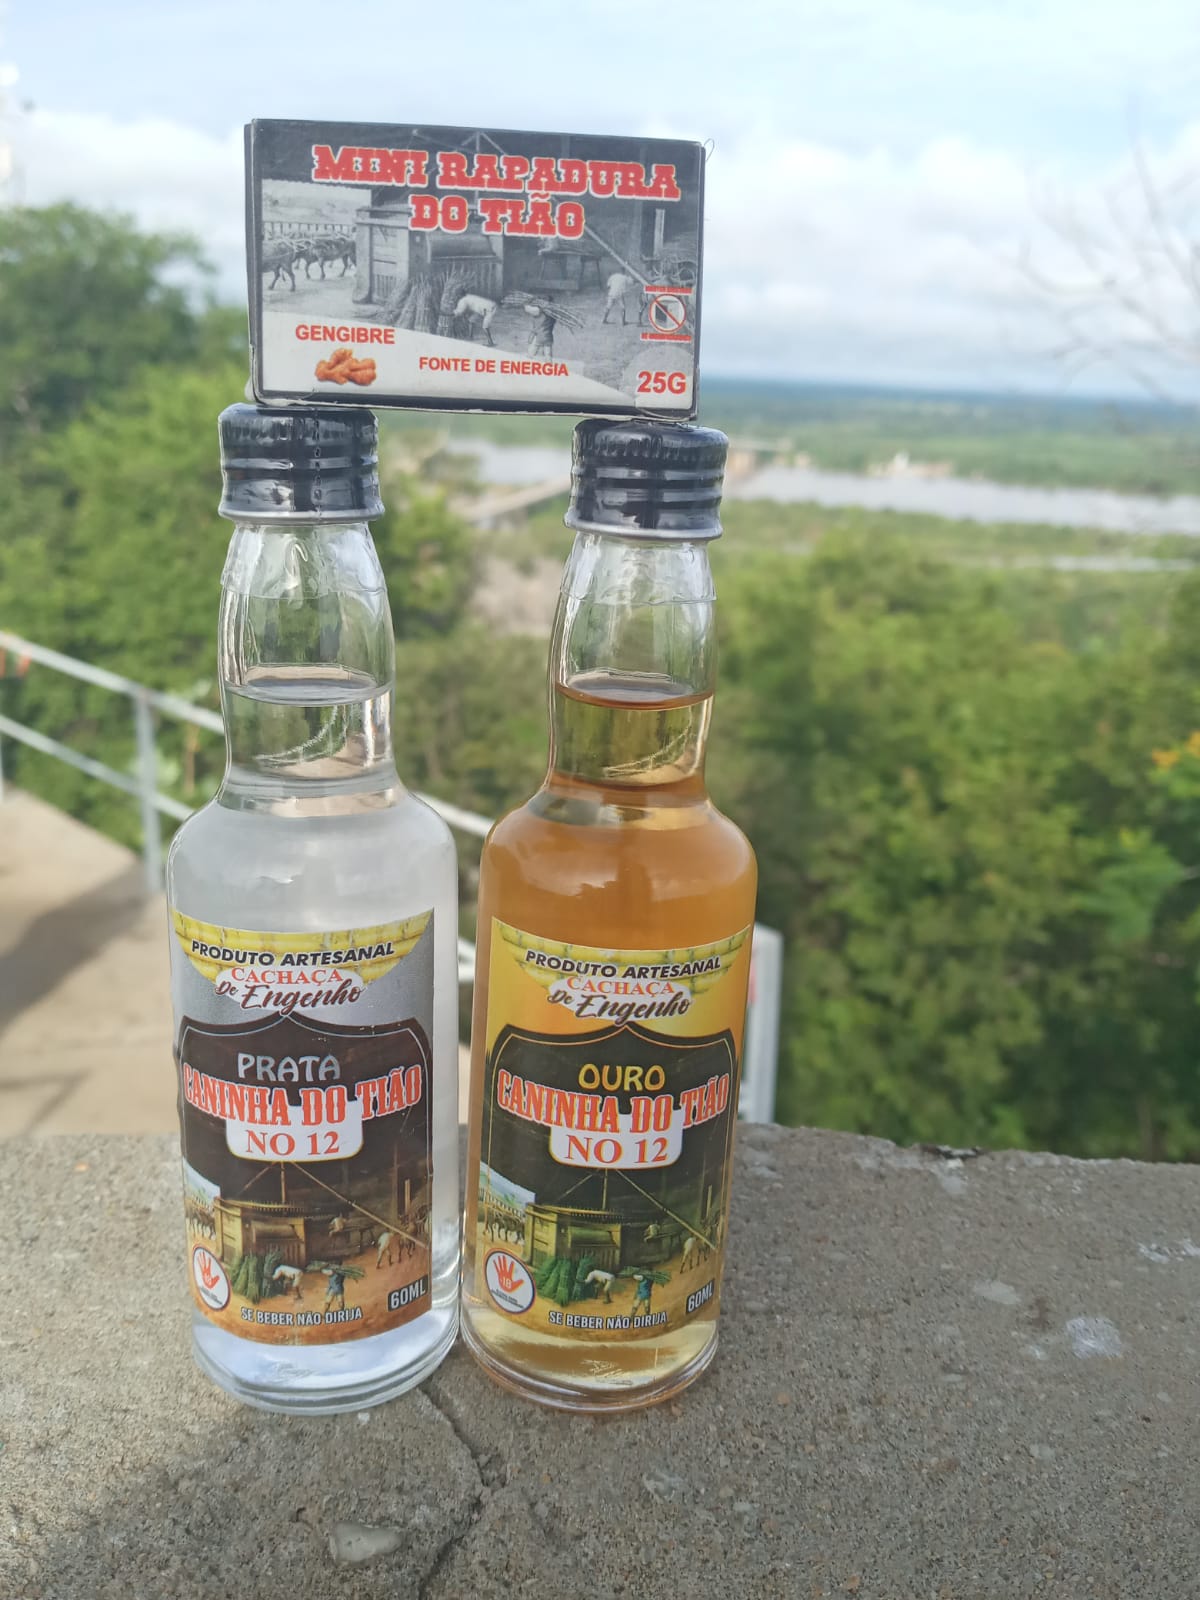 MINI RAPADURA
DO TIÃO
GENGIBRE
FONTE DE ENERGIA
25G
PRODUTO ARTESANAL
CACHAÇA
De Engenho
PRATA
CANINHA DO TIÃO
NO 12
18
SE BEBER NÃO DIRIJA
60ML
PRODUTO ARTESANAL
CACHAÇA
De Engenho
OURO
CANINHA DO TIÃO
NO 12
18
SE BEBER NÃO DIRIJA
60ML